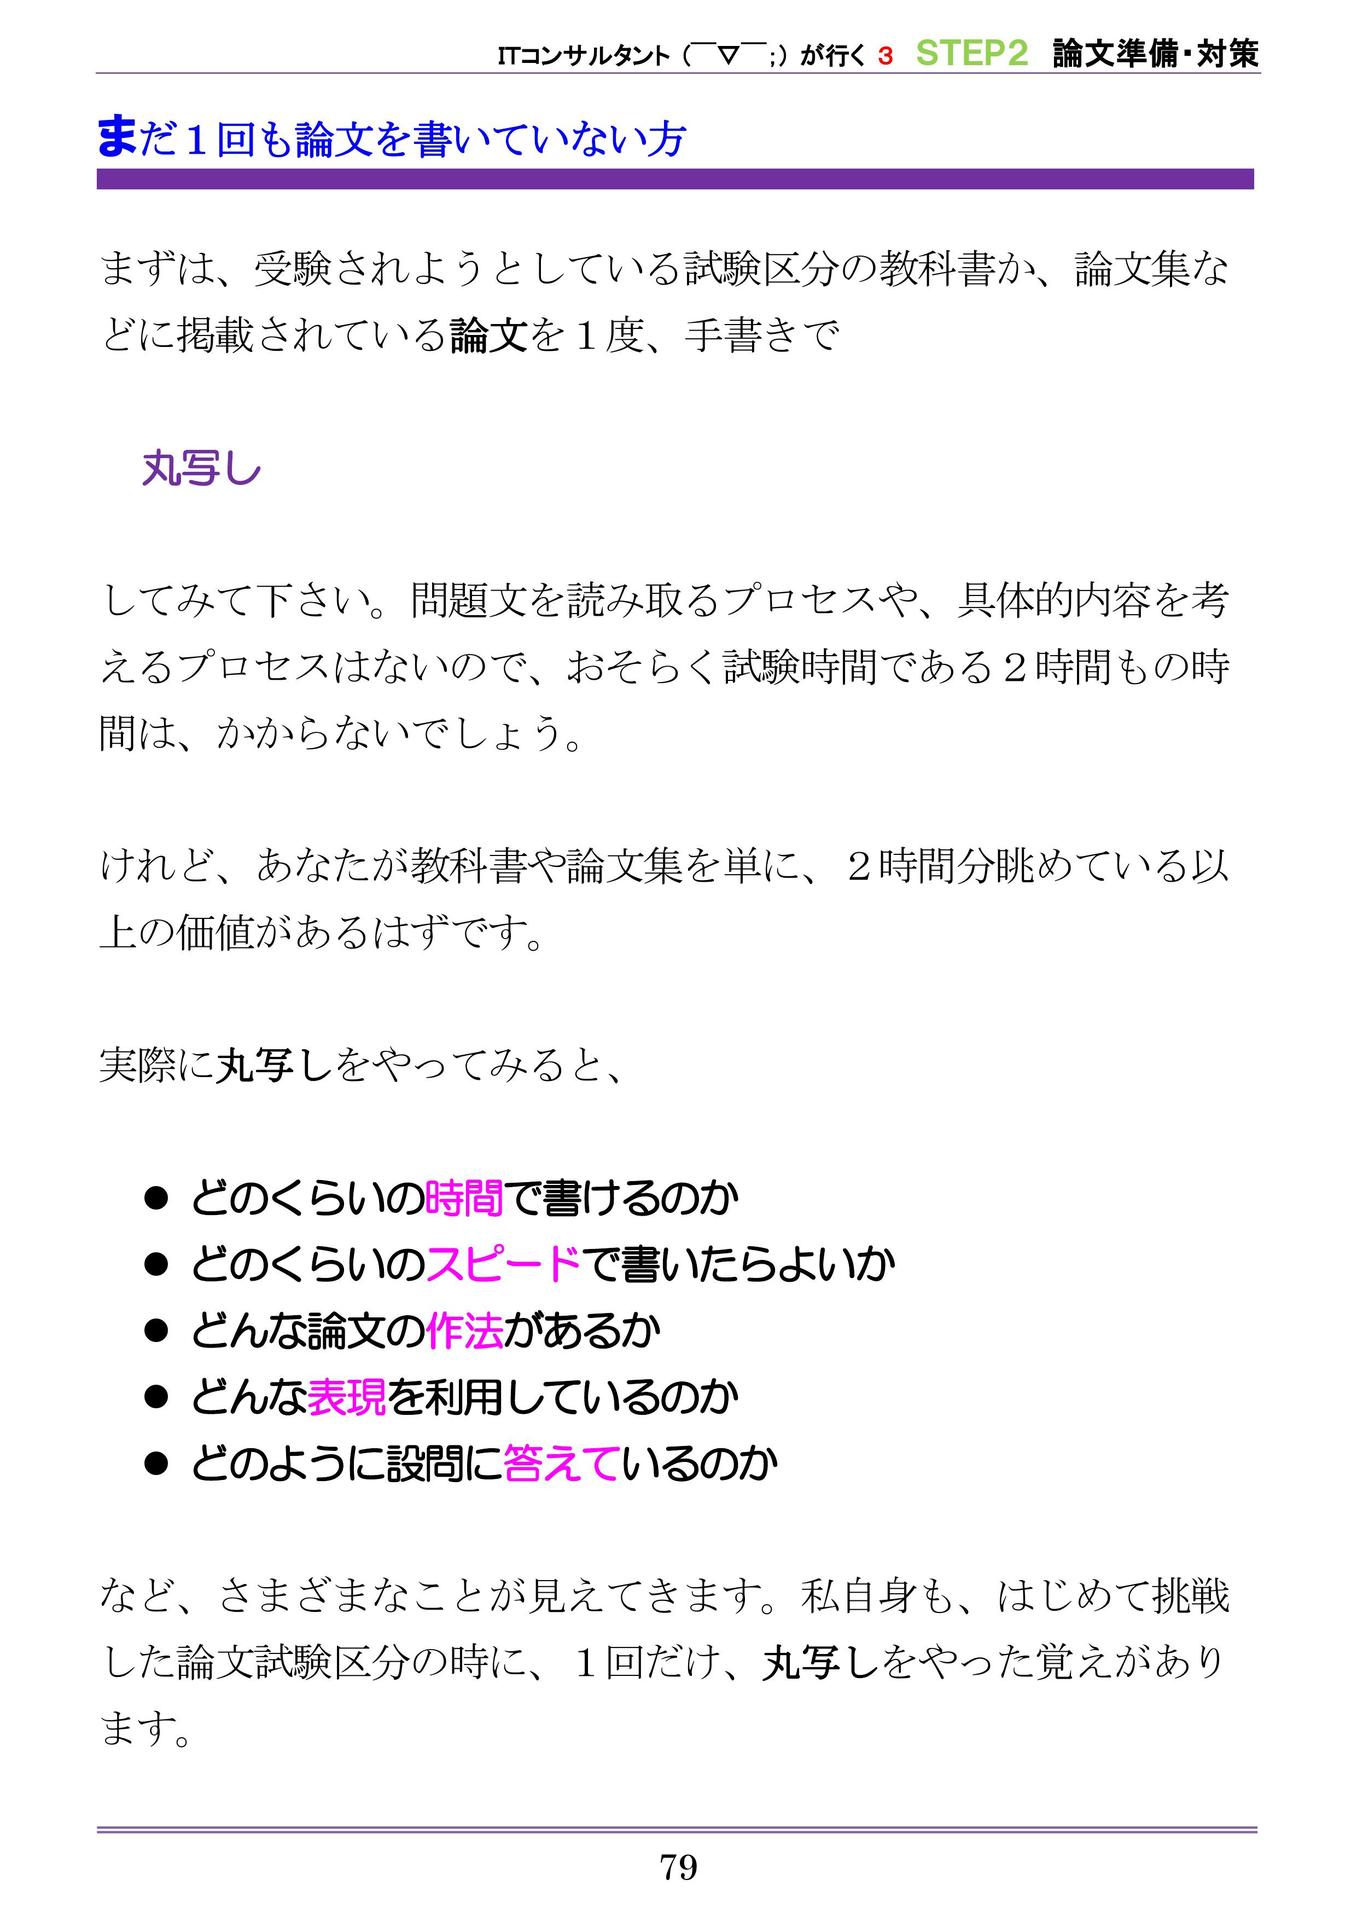 ITコンサルタント（￣▽￣;）が行く 3 STEP2 論文準備・対策
まだ１回も論文を書いていない方
まずは、受験されようとしている試験区分の教科書か、論文集な
どに掲載されている論文を１度、手書きで
丸写し
してみて下さい。問題文を読み取るプロセスや、具体的内容を考
えるプロセスはないので、おそらく試験時間である２時間もの時
間は、かからないでしょう。
けれど、あなたが教科書や論文集を単に、２時間分眺めている以
上の価値があるはずです。
実際に丸写しをやってみると、
● どのくらいの時間で書けるのか
● どのくらいのスピードで書いたらよいか
● どんな論文の作法があるか
● どんな表現を利用しているのか
● どのように設問に答えているのか
など、さまざまなことが見えてきます。私自身も、はじめて挑戦
した論文試験区分の時に、１回だけ、丸写しをやった覚えがあり
ます。
79